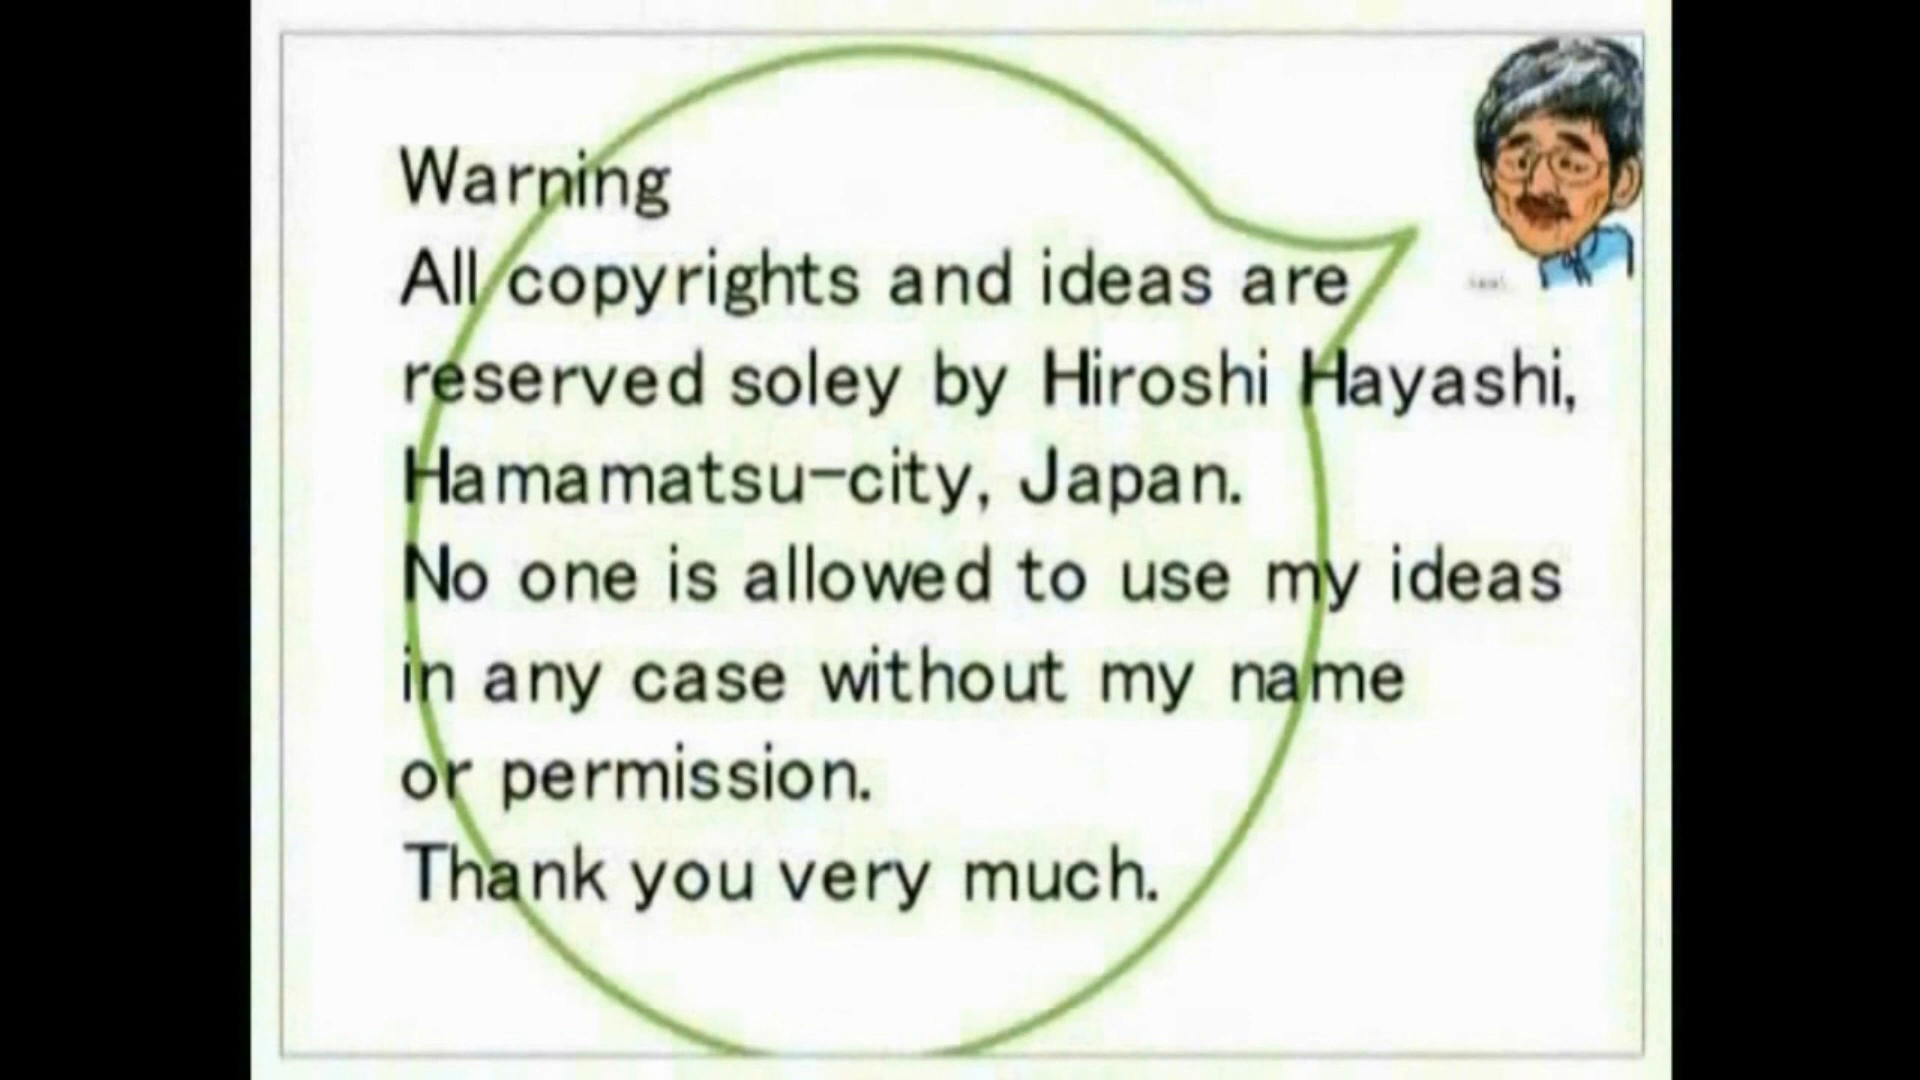 Warning
All copyrights and ideas are
reserved soley by Hiroshi Hayashi,
Hamamatsu-city, Japan.
No one is allowed to use my ideas
in any case without my name
or permission.
Thank you very much.